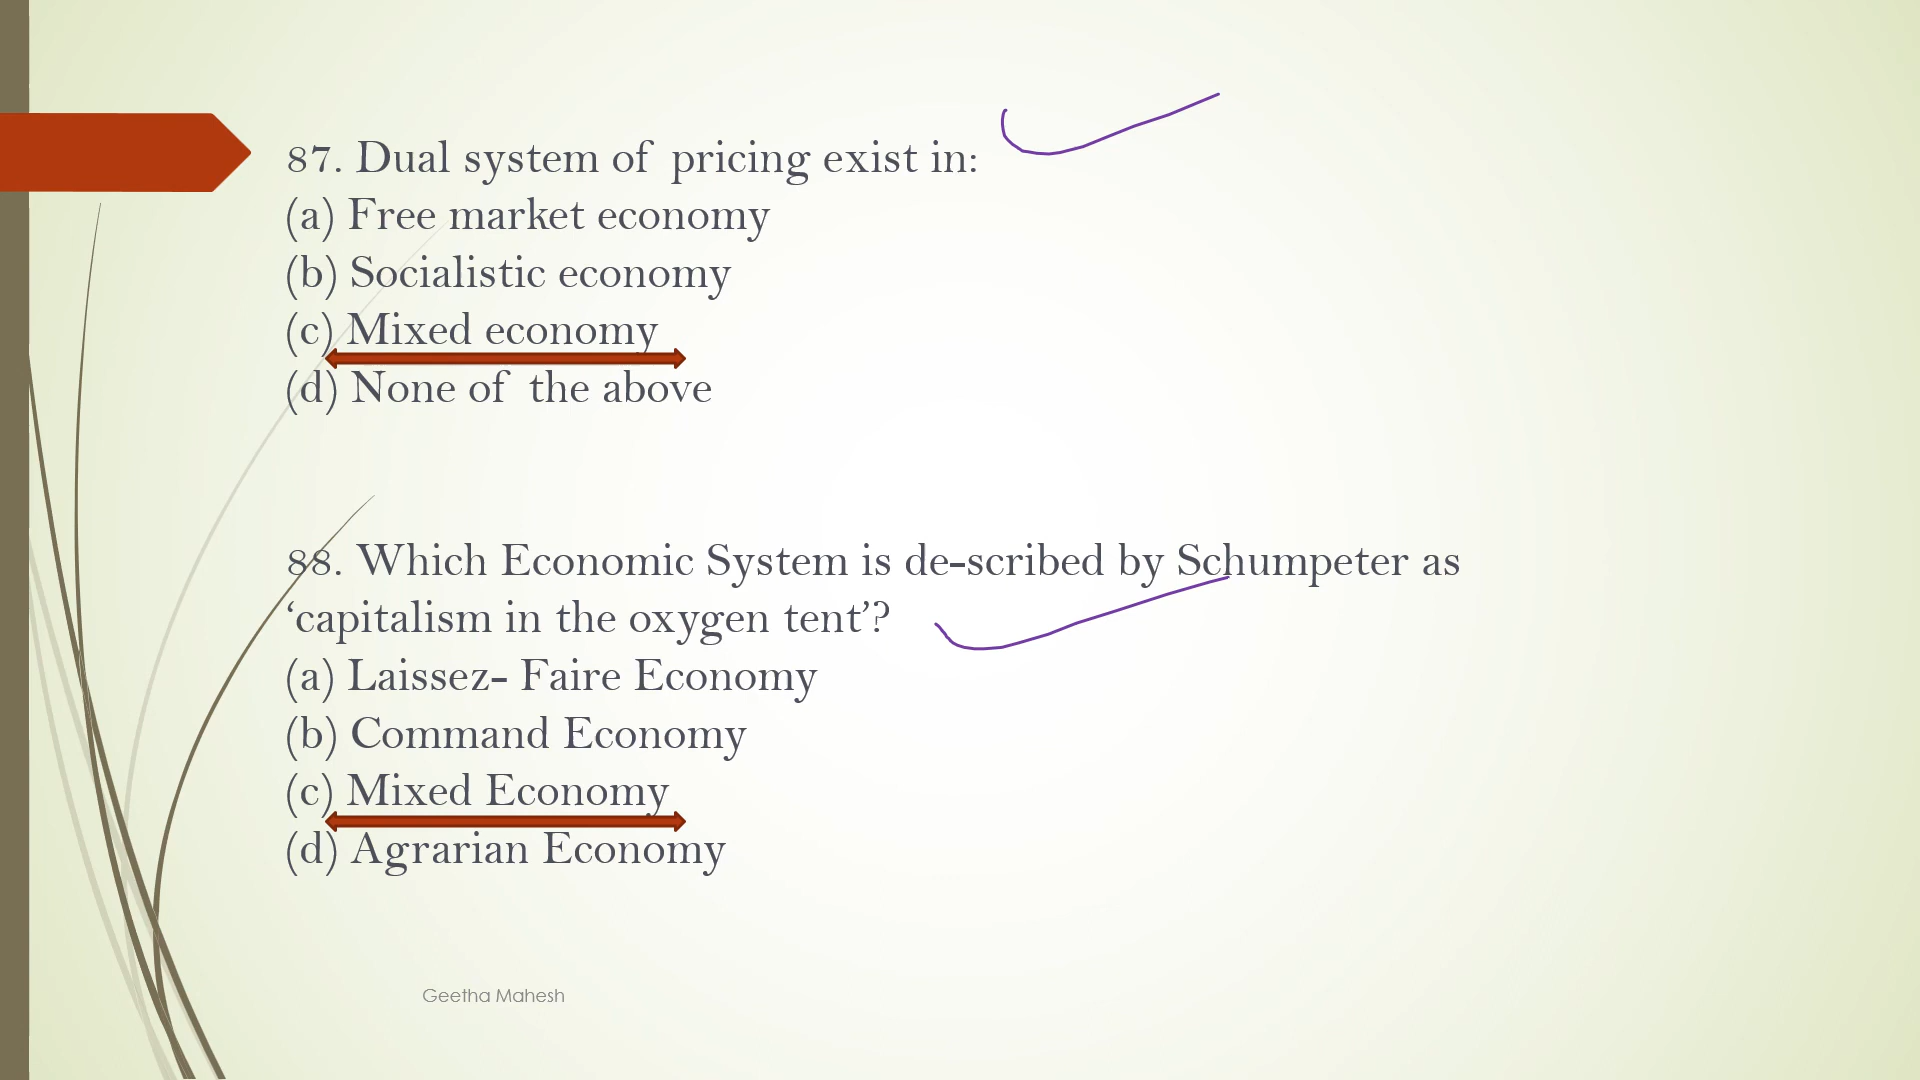 87. Dual system of pricing exist in:
(a) Free market economy
(b) Socialistic economy
(c) Mixed economy
(d) None of the above
88. Which Economic System is de-scribed by Schumpeter as
‘capitalism in the oxygen tent’?
(a) Laissez- Faire Economy
(b) Command Economy
(c) Mixed Economy
(d) Agrarian Economy
Geetha Mahesh